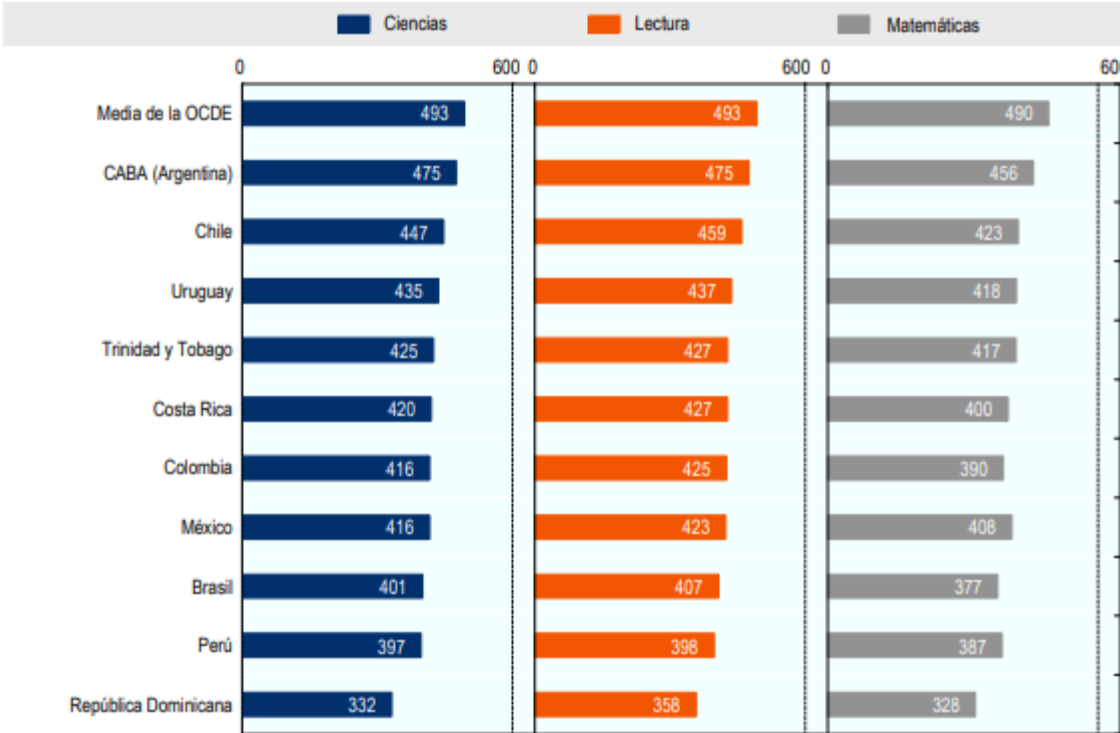 Ciencias Lectura Matemáticas
0 600 0 600 0 600
Media de la OCDE 493 493 490
CABA (Argentina) 475 475 456
Chile 447 459 423
Uruguay 435 437 418
Trinidad y Tobago 425 427 417
Costa Rica 420 427 400
Colombia 416 425 390
México 416 423 408
Brasil 401 407 377
Perú 397 398 387
República Dominicana 332 358 328